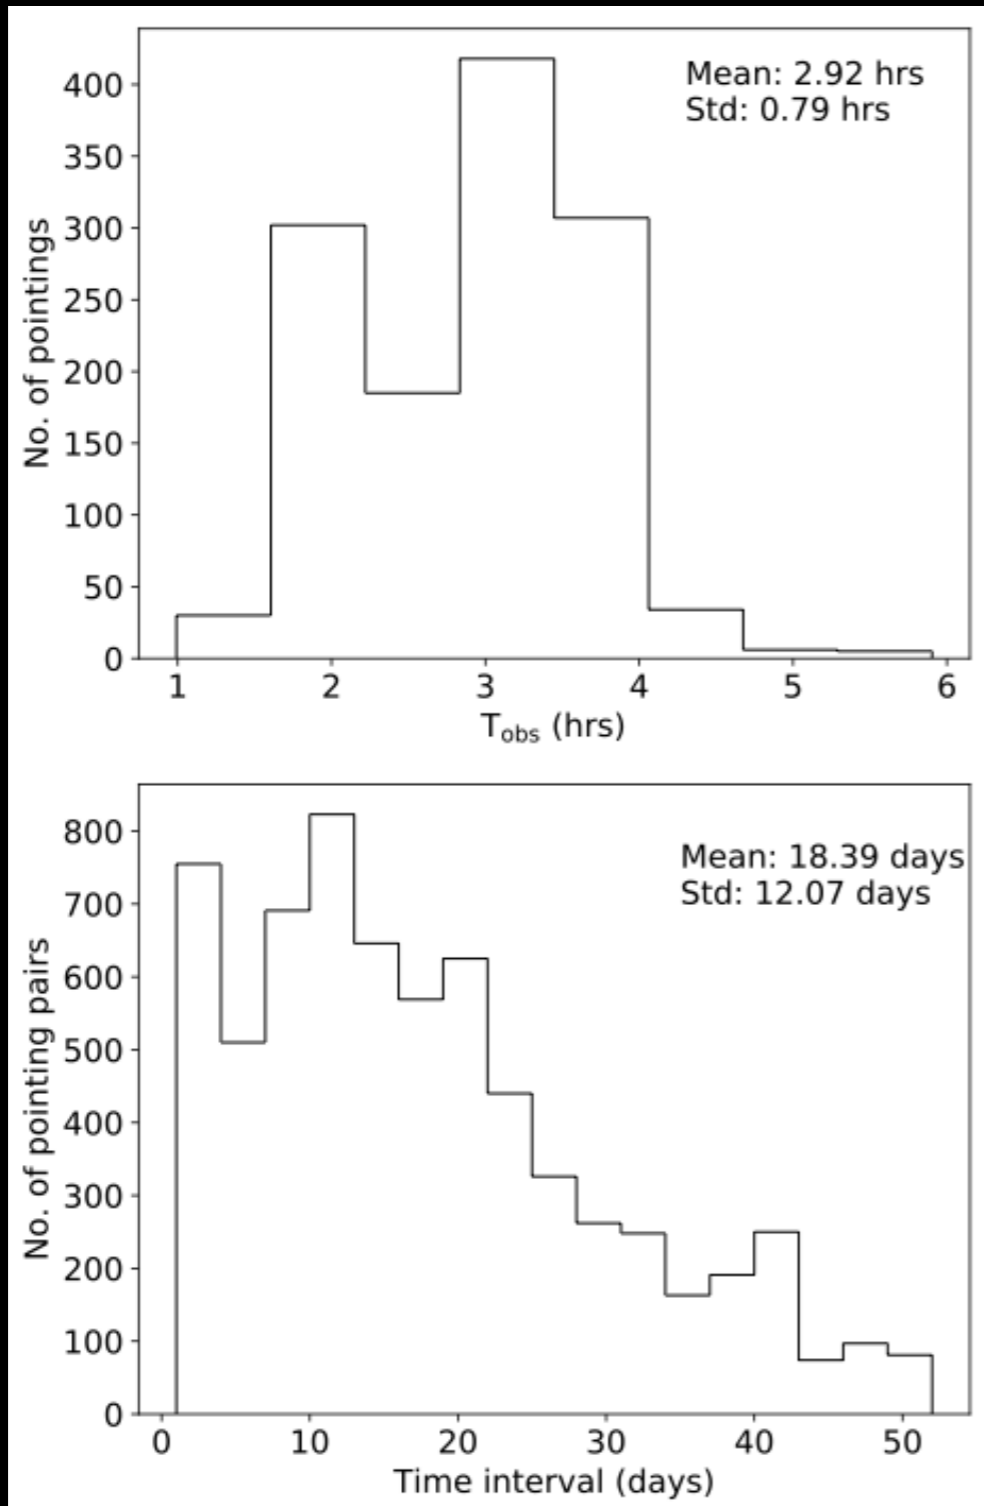 Mean: 2.92 hrs
Std: 0.79 hrs
400
350
300
250
200
150
100
50
0
No. of pointings
1 2 3 4 5 6
Tobs (hrs)
Mean: 18.39 days
Std: 12.07 days
800
700
600
500
400
300
200
100
0
No. of pointing pairs
0 10 20 30 40 50
Time interval (days)